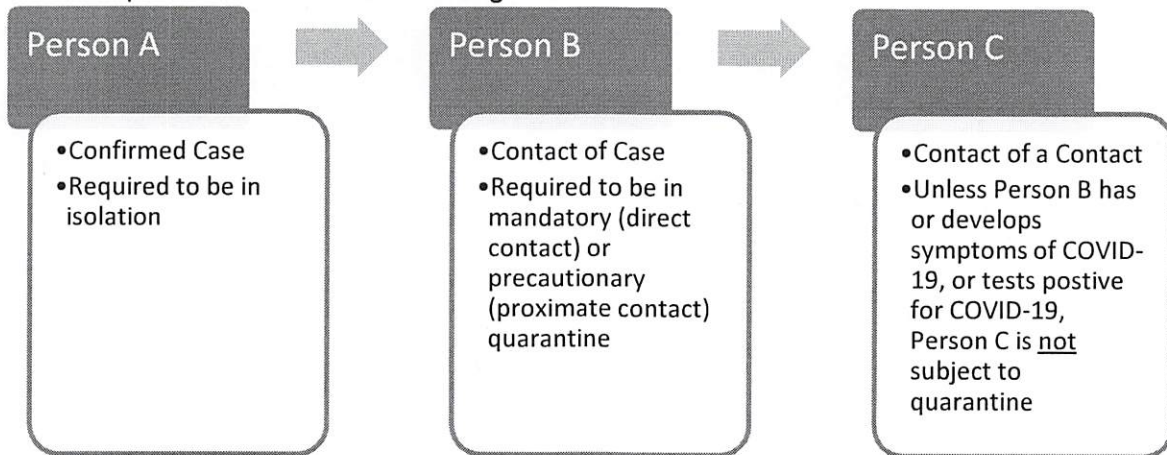 Person A
•Confirmed Case
•Required to be in
isolation
Person B
•Contact of Case
•Required to be in
mandatory (direct
contact) or
precautionary
(proximate contact)
quarantine
Person C
•Contact of a Contact
•Unless Person B has
or develops
symptoms of COVID-
19, or tests postive
for COVID-19,
Person C is not
subject to
quarantine